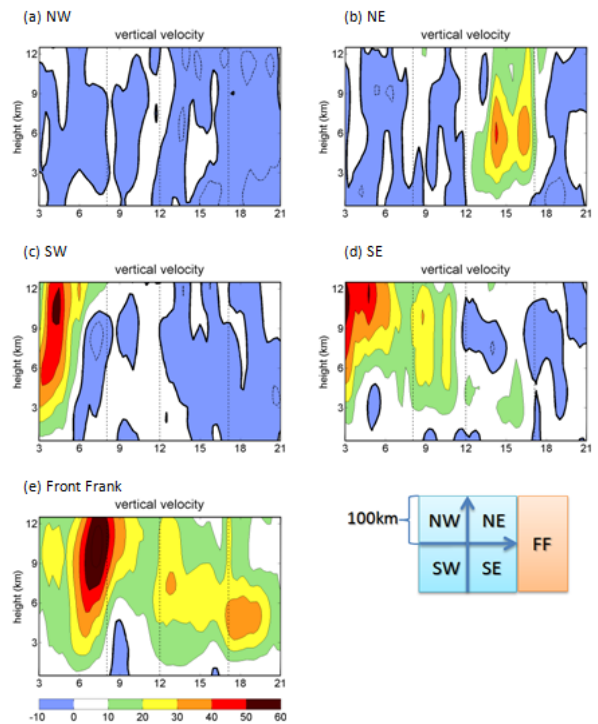 (a) NW
vertical velocity
height (km)
12
9
6
3
3 6 9 12 15 18 21
(b) NE
vertical velocity
height (km)
12
9
6
3
3 6 9 12 15 18 21
(c) SW
vertical velocity
height (km)
12
9
6
3
3 6 9 12 15 18 21
(d) SE
vertical velocity
height (km)
12
9
6
3
3 6 9 12 15 18 21
(e) Front Frank
vertical velocity
height (km)
12
9
6
3
3 6 9 12 15 18 21
-10 0 10 20 30 40 50 60
100km
NW NE
FF
SW SE